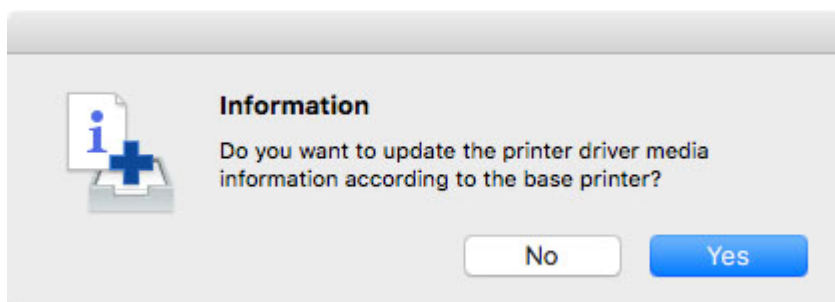 i
Information
Do you want to update the printer driver media
information according to the base printer?
No Yes